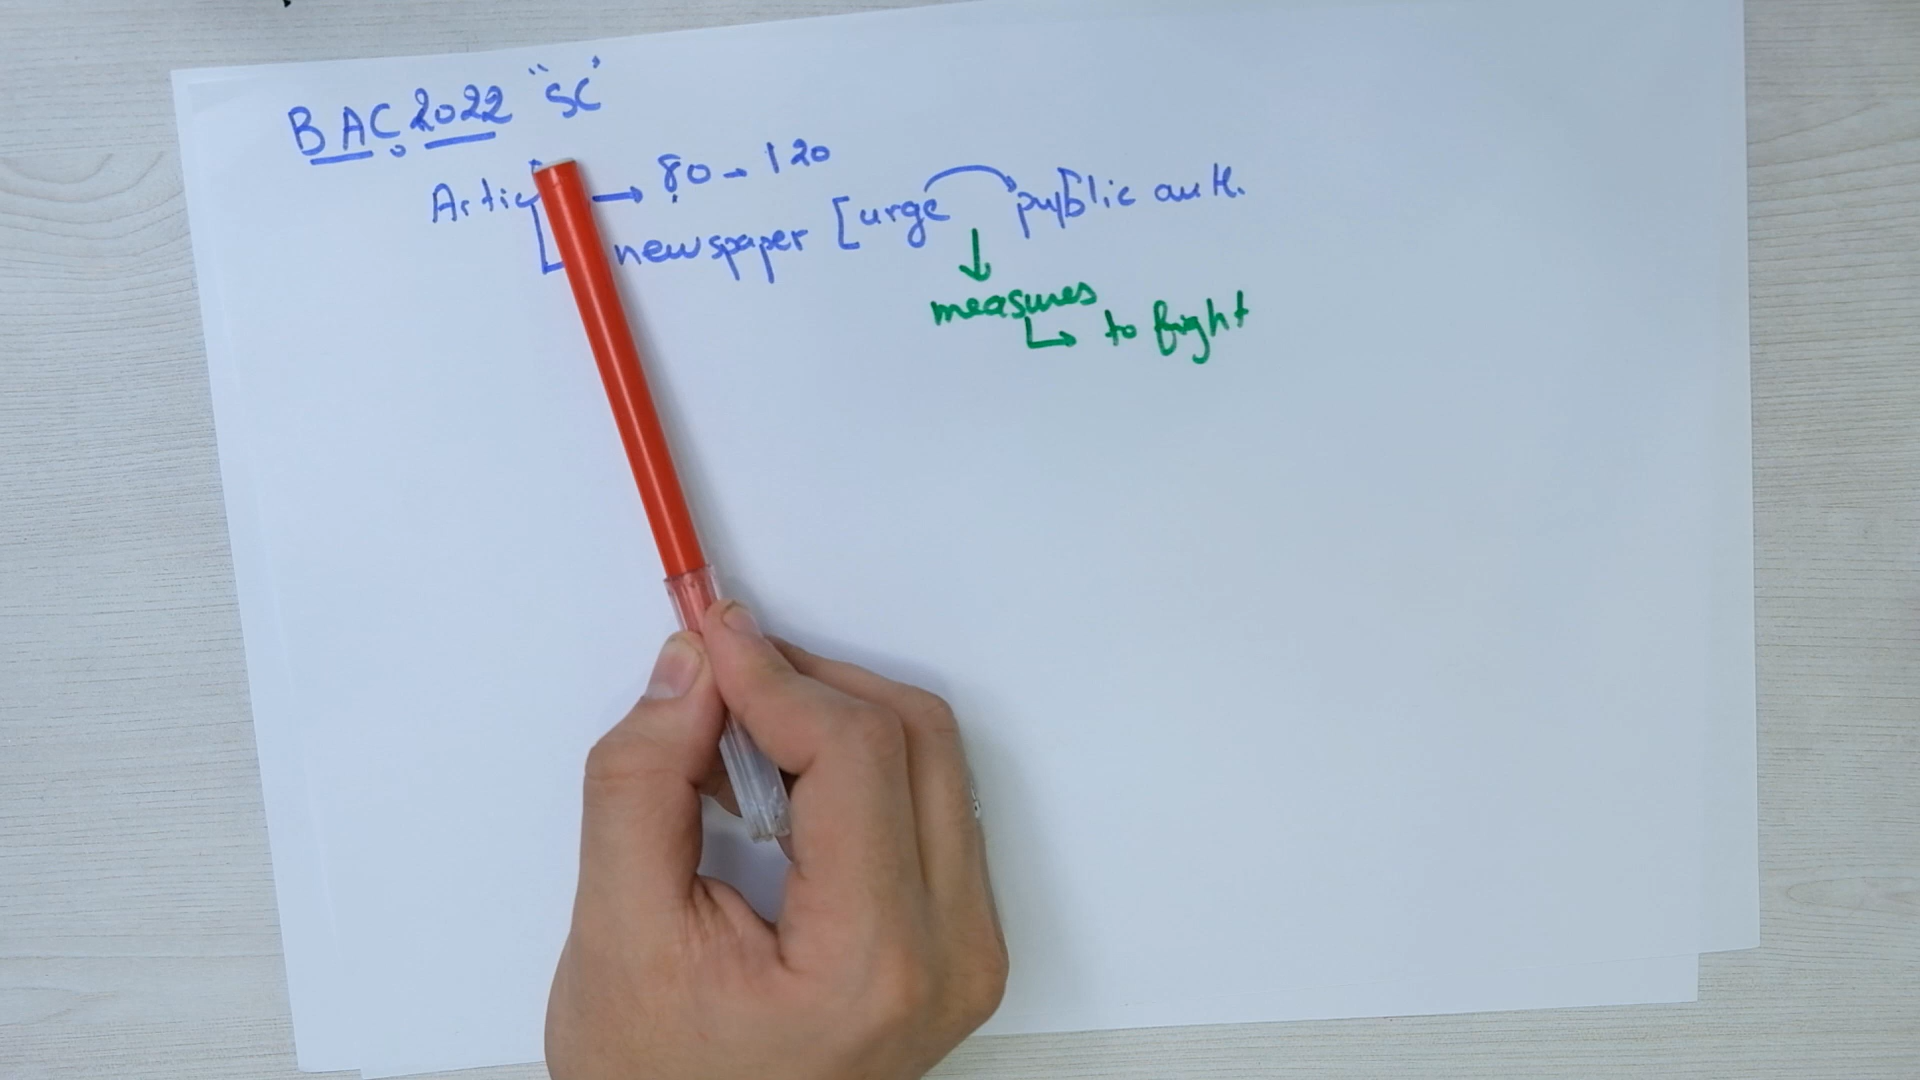 BAC 2022 "SC"
→ 80 - 120
newspaper [urge public auth.
↓
measures
↳ to fight